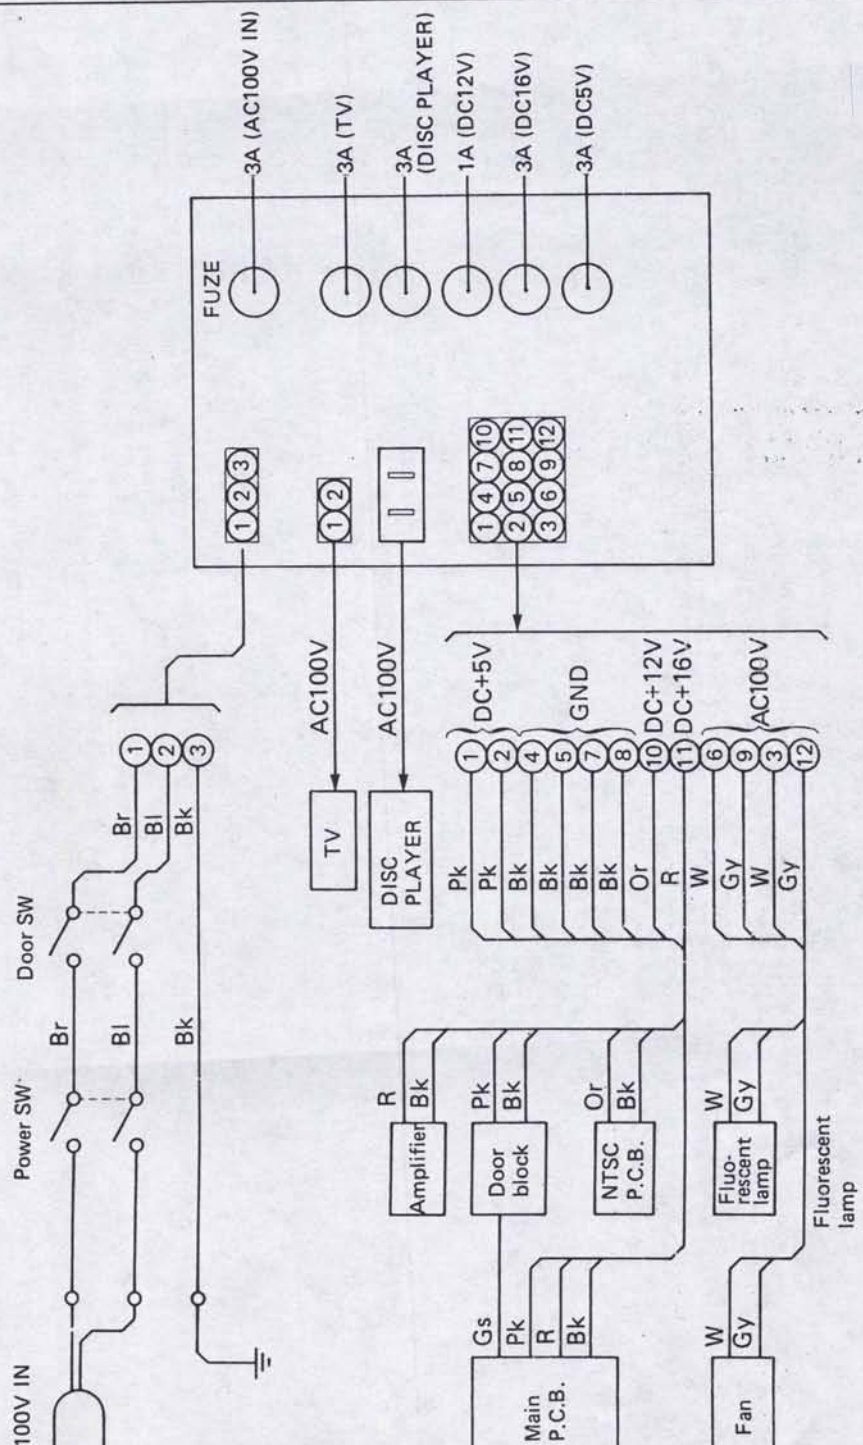 100V IN
Power SW
Door SW
Br
Bl
Bk
Br
Bl
Bk
1
2
3
FUZE
3A (AC100V IN)
3A (TV)
3A
(DISC PLAYER)
1A (DC12V)
3A (DC16V)
3A (DC5V)
1 2 3
1 2
1 4 7 10
2 5 8 11
3 6 9 12
AC100V
TV
AC100V
DISC
PLAYER
Pk 1
Pk 2
DC+5V
Bk 4
Bk 5
Bk 7
Bk 8
GND
Or 10 DC+12V
R 11 DC+16V
W 6
Gy 9
W 3
Gy 12
AC100V
Amplifier
R
Bk
Door
block
Pk
Bk
NTSC
P.C.B.
Or
Bk
Fluo-
rescent
lamp
W
Gy
Fluorescent
lamp
Main
P.C.B.
Gs
Pk
R
Bk
Fan
W
Gy